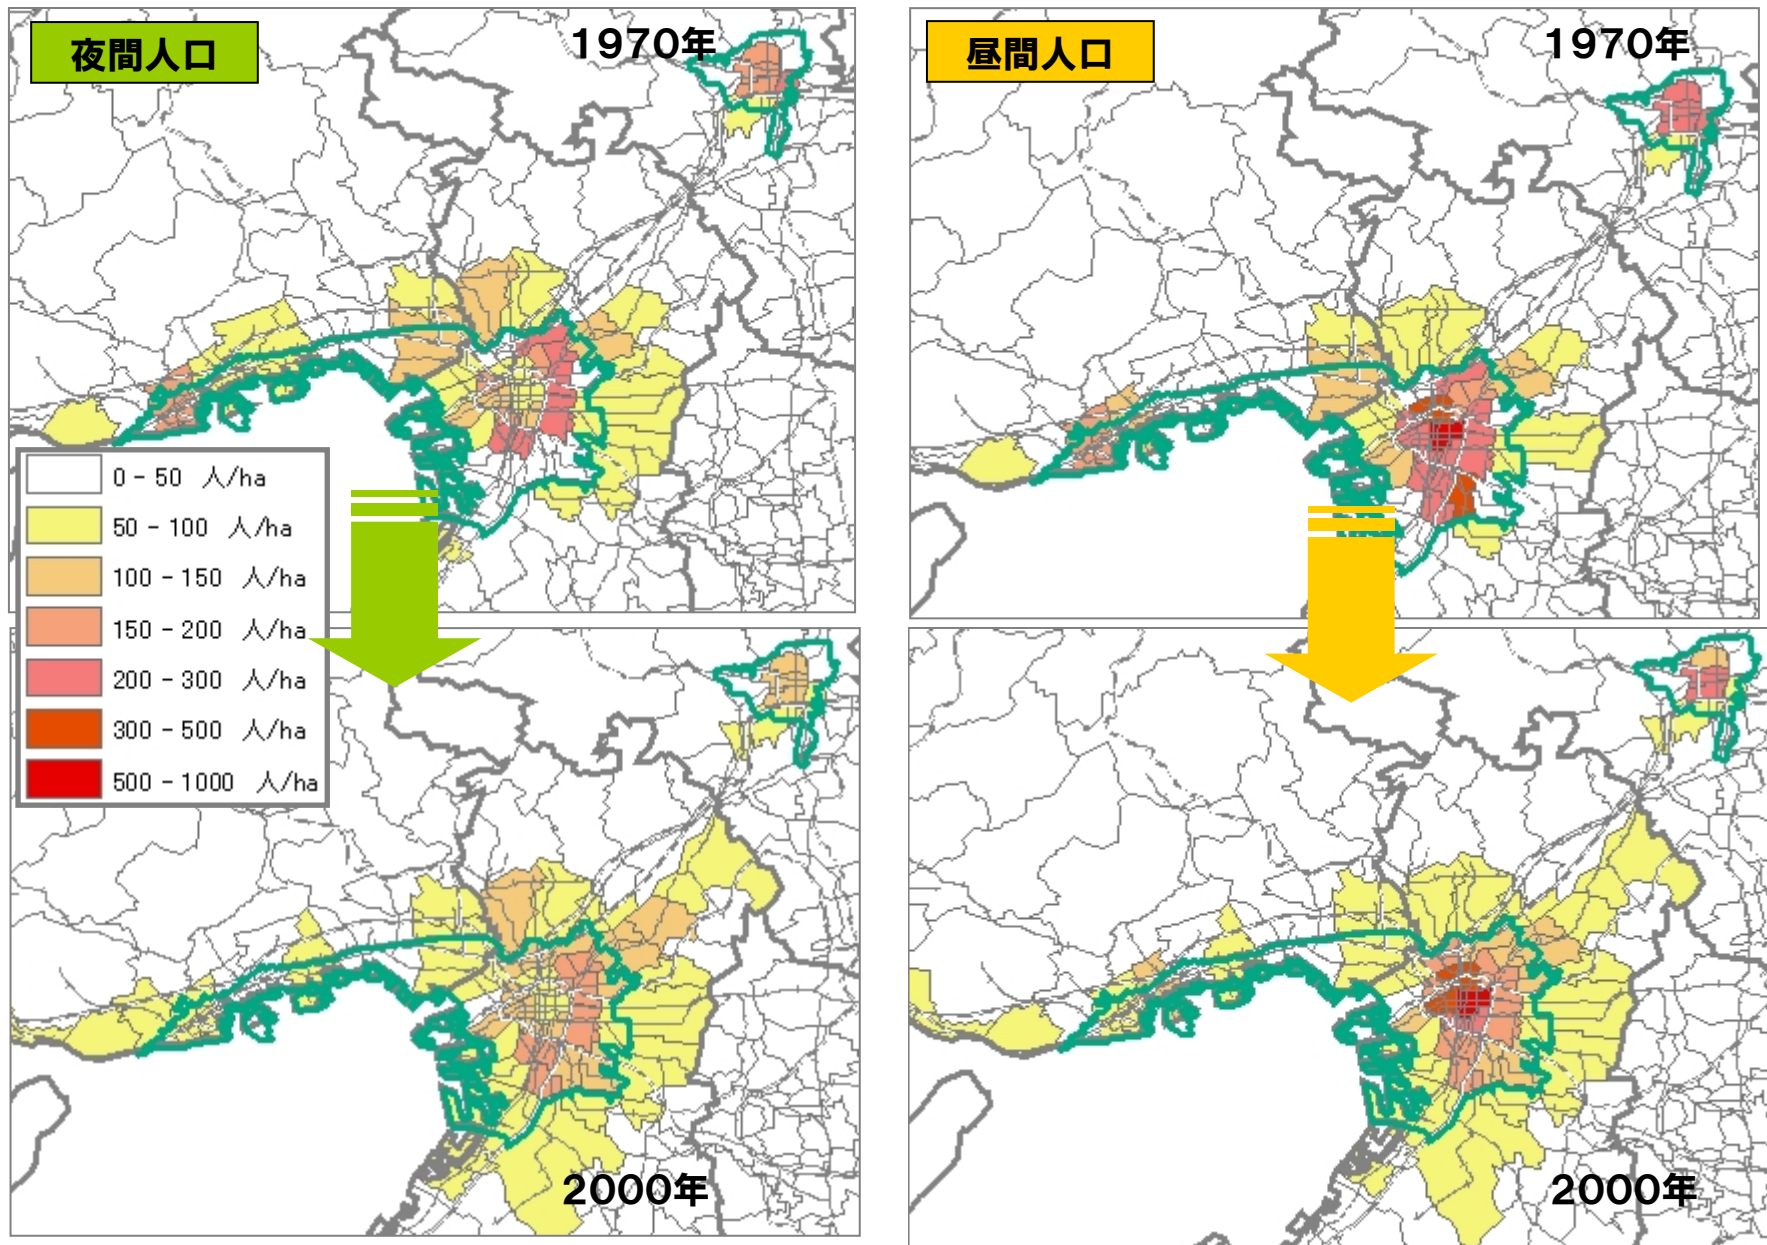 夜間人口
1970年
昼間人口
1970年
0 - 50 人/ha
50 - 100 人/ha
100 - 150 人/ha
150 - 200 人/ha
200 - 300 人/ha
300 - 500 人/ha
500 - 1000 人/ha
2000年
2000年